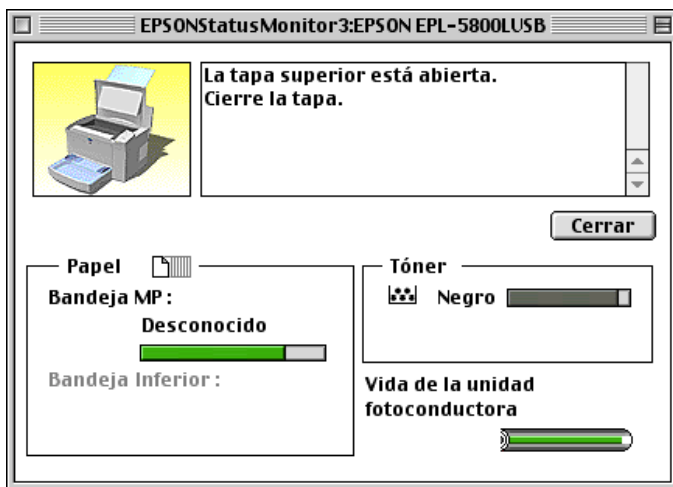 EPSONStatusMonitor3:EPSON EPL-5800LUSB
La tapa superior está abierta.
Cierre la tapa.
Cerrar
Papel
Bandeja MP :
Desconocido
Bandeja Inferior :
Tóner
Negro
Vida de la unidad
fotoconductora